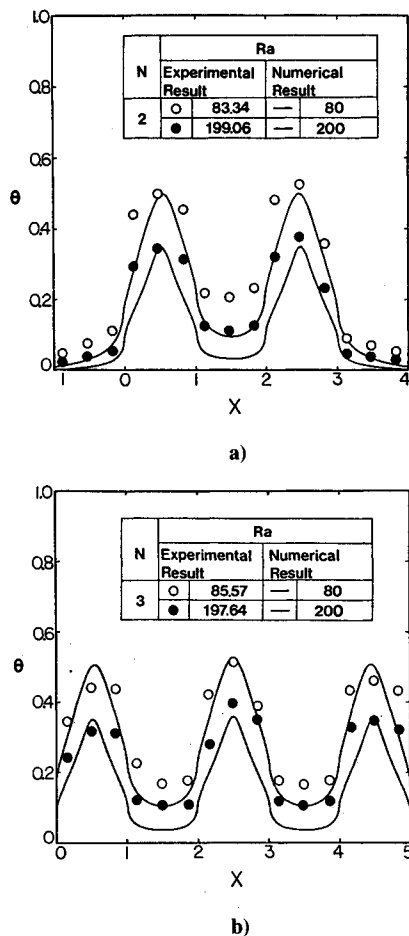 1.0
Ra
N Experimental Result Numerical Result
2 ○ 83.34 — 80
● 199.06 — 200
0.8
0.6
θ
0.4
0.2
0
-1 0 1 2 3 4
X
a)
1.0
Ra
N Experimental Result Numerical Result
3 ○ 85.57 — 80
● 197.64 — 200
0.8
0.6
θ
0.4
0.2
0
0 1 2 3 4 5
X
b)